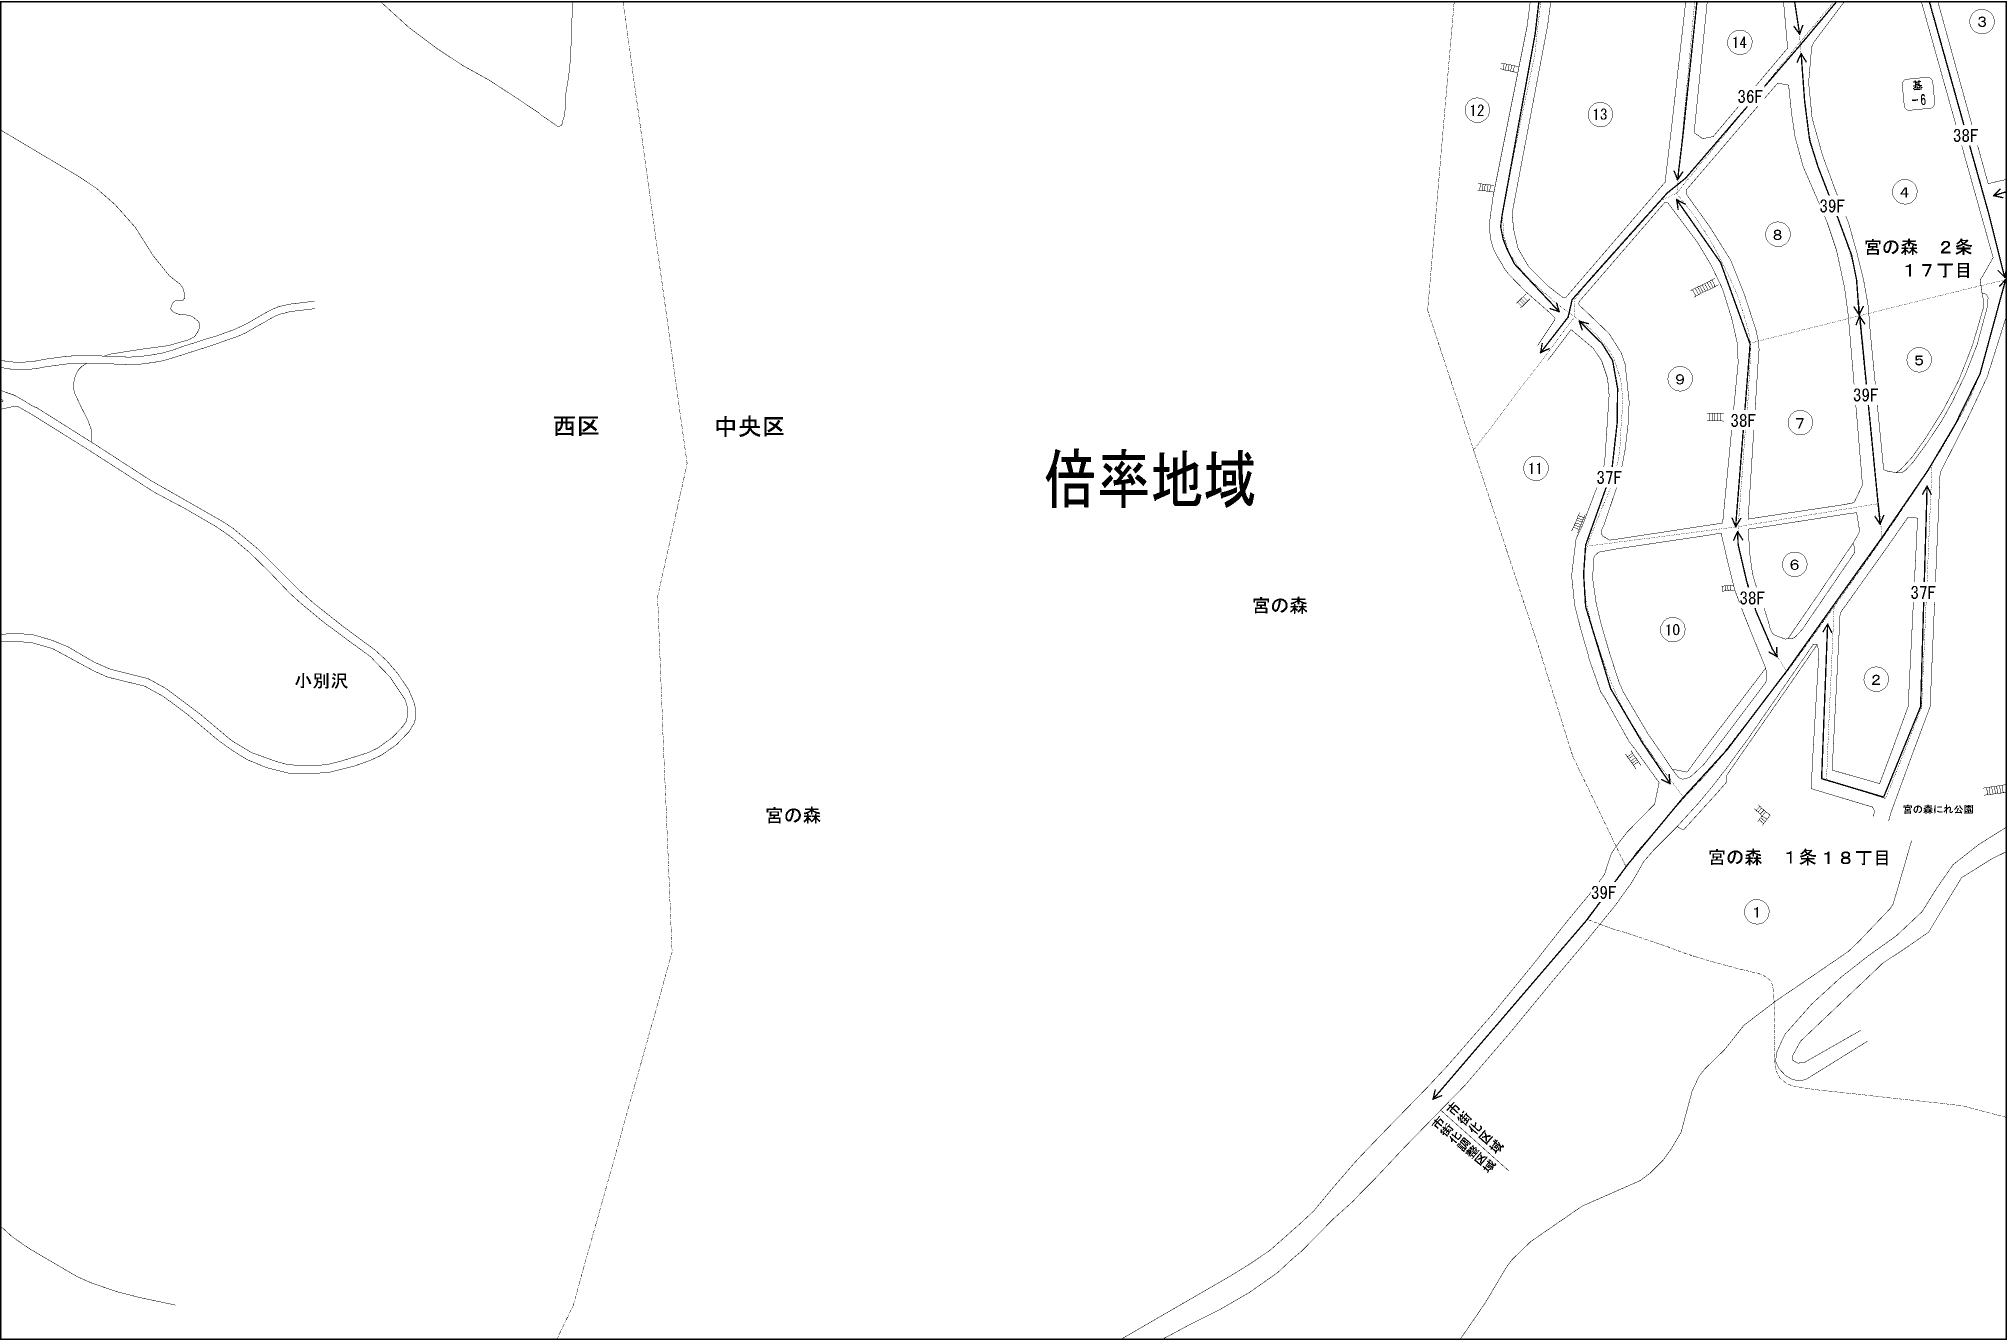 3
14
基
-6
36F
12
13
38F
4
39F
8
宮の森　２条
１７丁目
5
9
39F
7
38F
西区
中央区
倍率地域
11
37F
6
38F
37F
宮の森
10
2
小別沢
宮の森
宮の森にれ公園
宮の森　１条１８丁目
39F
1
市街化区域
市街化調整区域